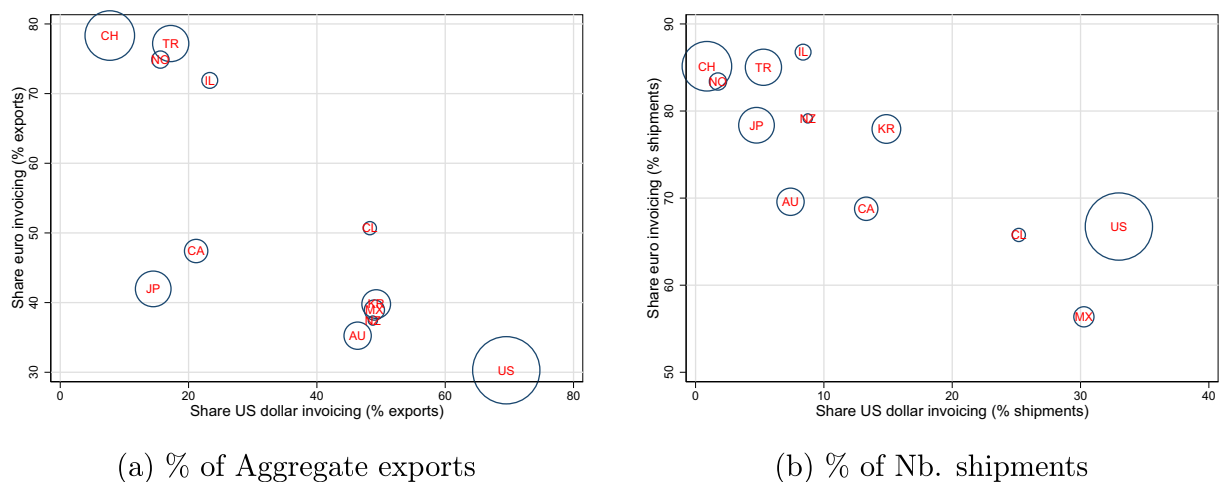 80
70
60
50
40
30
Share euro invoicing (% exports)
CH
TR
NO
IL
CL
CA
JP
KR
MX
NZ
AU
US
0 20 40 60 80
Share US dollar invoicing (% exports)
(a) % of Aggregate exports
90
80
70
60
50
Share euro invoicing (% shipments)
IL
CH
TR
NO
NZ
JP
KR
AU
CA
US
CL
MX
0 10 20 30 40
Share US dollar invoicing (% shipments)
(b) % of Nb. shipments